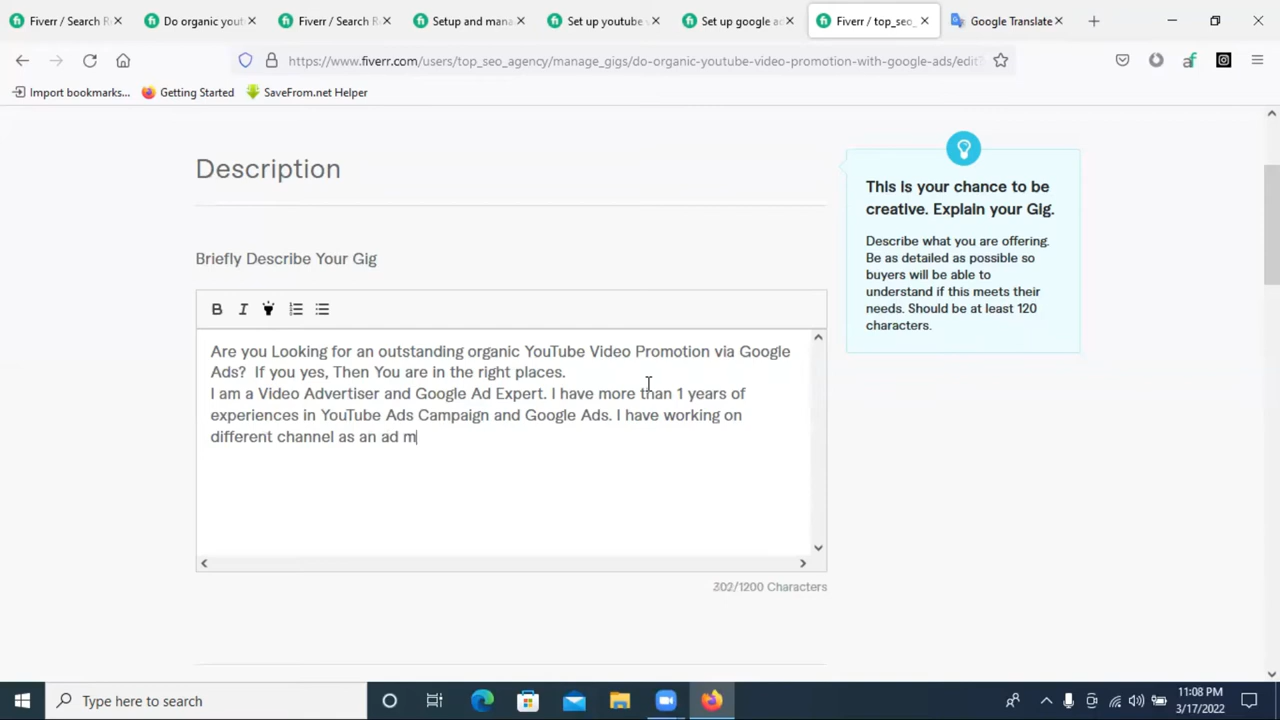 Fiverr / Search R
Do organic yout
Fiverr / Search R
Setup and mana
Set up youtube v
Set up google ad
Fiverr / top_seo_
Google Translate
https://www.fiverr.com/users/top_seo_agency/manage_gigs/do-organic-youtube-video-promotion-with-google-ads/edit?
Import bookmarks...
Getting Started
SaveFrom.net Helper
Description
Briefly Describe Your Gig
B I
Are you Looking for an outstanding organic YouTube Video Promotion via Google
Ads?  If you yes, Then You are in the right places.
I am a Video Advertiser and Google Ad Expert. I have more than 1 years of
experiences in YouTube Ads Campaign and Google Ads. I have working on
different channel as an ad m
302/1200 Characters
This is your chance to be
creative. Explain your Gig.
Describe what you are offering.
Be as detailed as possible so
buyers will be able to
understand if this meets their
needs. Should be at least 120
characters.
Type here to search
11:08 PM
3/17/2022